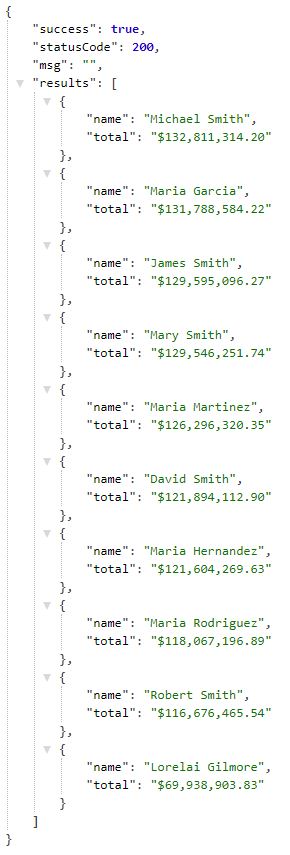 {
"success": true,
"statusCode": 200,
"msg": "",
"results": [
{
"name": "Michael Smith",
"total": "$132,811,314.20"
},
{
"name": "Maria Garcia",
"total": "$131,788,584.22"
},
{
"name": "James Smith",
"total": "$129,595,096.27"
},
{
"name": "Mary Smith",
"total": "$129,546,251.74"
},
{
"name": "Maria Martinez",
"total": "$126,296,320.35"
},
{
"name": "David Smith",
"total": "$121,894,112.90"
},
{
"name": "Maria Hernandez",
"total": "$121,604,269.63"
},
{
"name": "Maria Rodriguez",
"total": "$118,067,196.89"
},
{
"name": "Robert Smith",
"total": "$116,676,465.54"
},
{
"name": "Lorelai Gilmore",
"total": "$69,938,903.83"
}
]
}